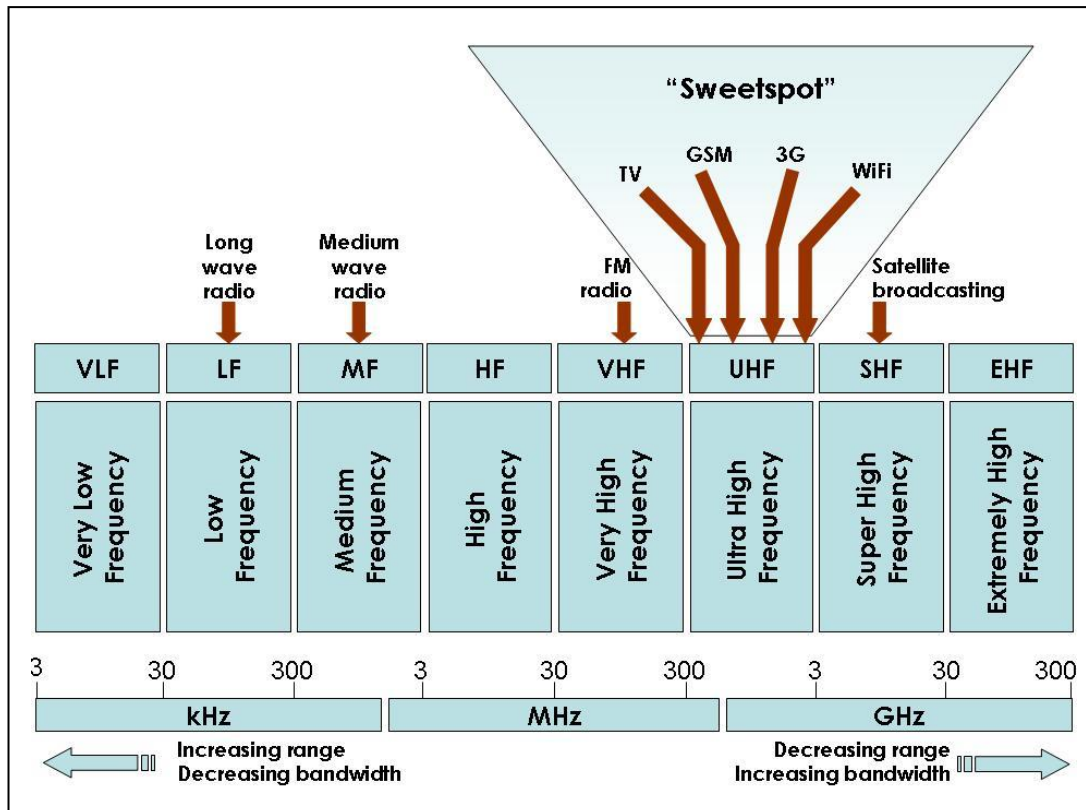 “Sweetspot”
GSM
3G
TV
WiFi
Long
wave
radio
Medium
wave
radio
FM
radio
Satellite
broadcasting
VLF
LF
MF
HF
VHF
UHF
SHF
EHF
Very Low
Frequency
Low
Frequency
Medium
Frequency
High
Frequency
Very High
Frequency
Ultra High
Frequency
Super High
Frequency
Extremely High
Frequency
3 30 300 3 30 300 3 30 300
kHz
MHz
GHz
Increasing range
Decreasing bandwidth
Decreasing range
Increasing bandwidth